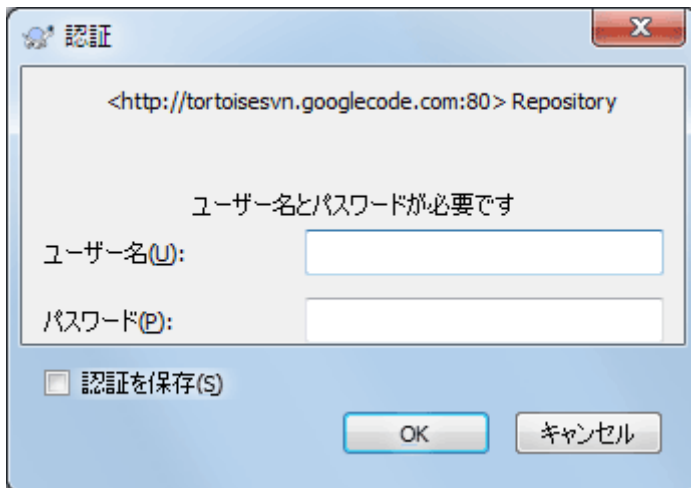 認証
<http://tortoisesvn.googlecode.com:80> Repository
ユーザー名とパスワードが必要です
ユーザー名(U):
パスワード(P):
認証を保存(S)
OK
キャンセル